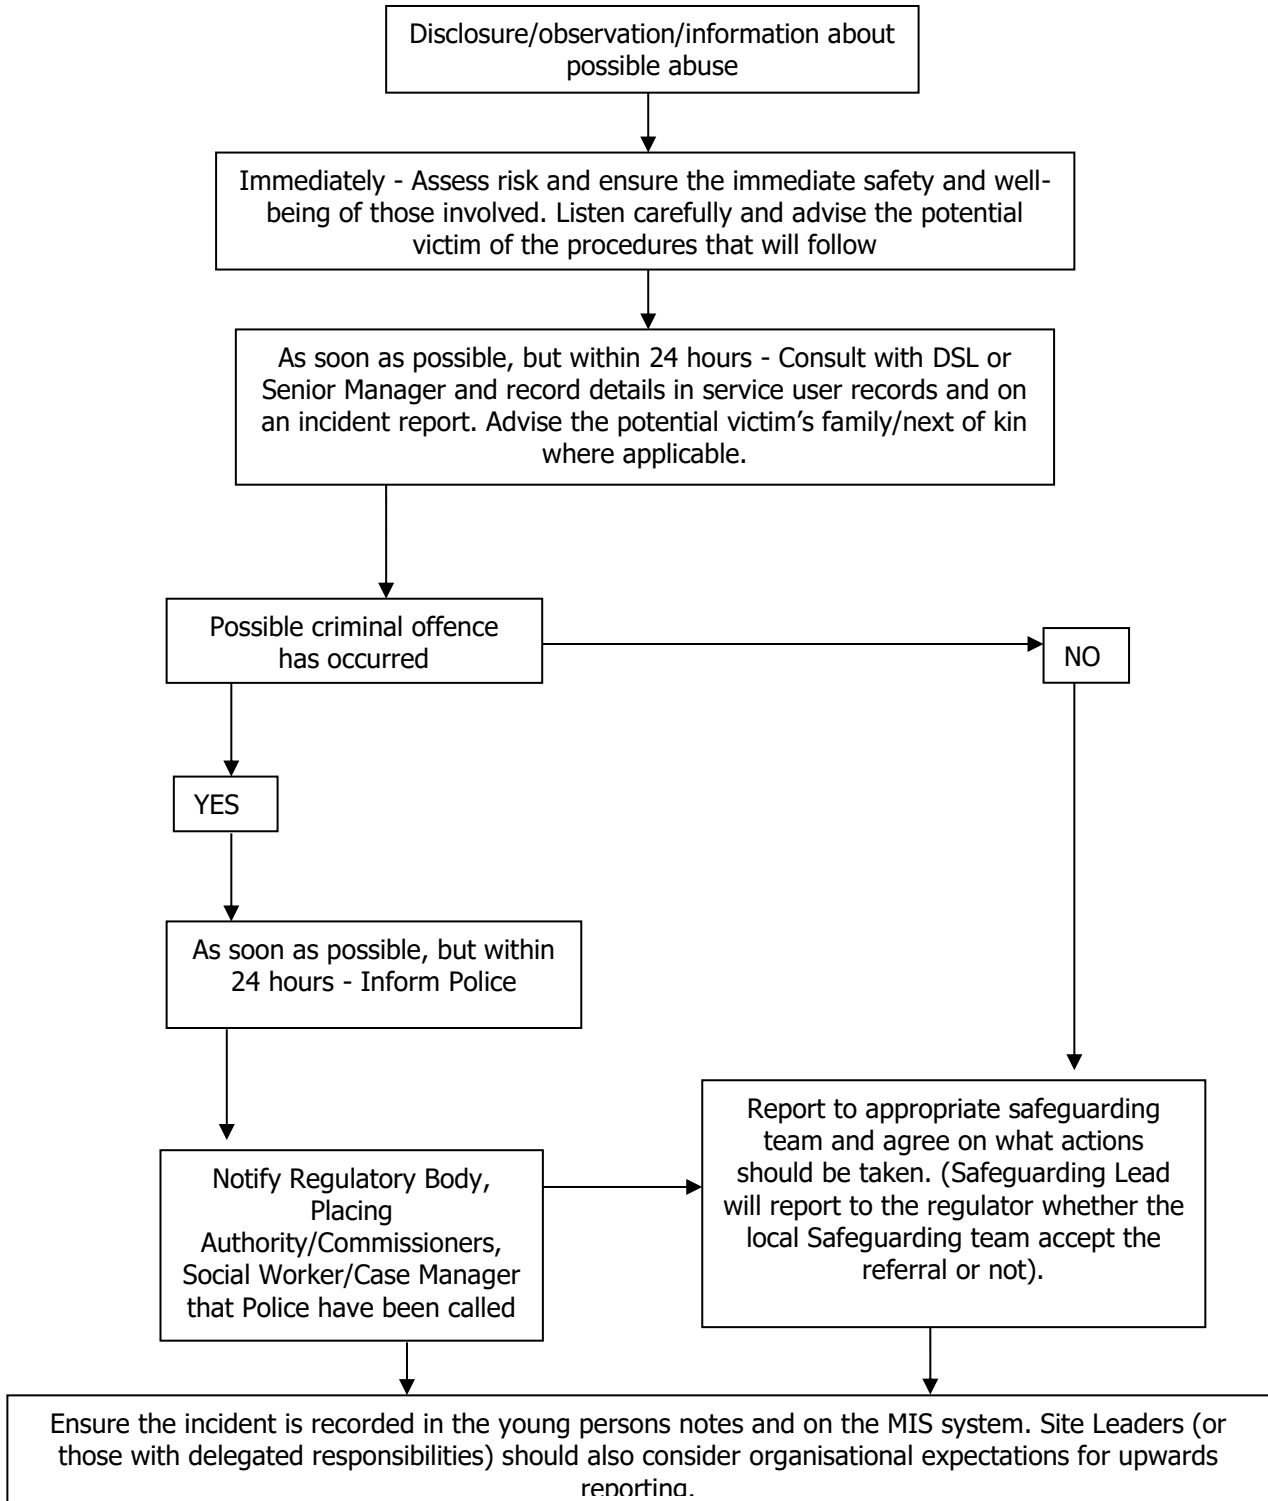 Disclosure/observation/information about
possible abuse
Immediately - Assess risk and ensure the immediate safety and well-
being of those involved. Listen carefully and advise the potential
victim of the procedures that will follow
As soon as possible, but within 24 hours - Consult with DSL or
Senior Manager and record details in service user records and on
an incident report. Advise the potential victim’s family/next of kin
where applicable.
Possible criminal offence
has occurred
NO
YES
As soon as possible, but within
24 hours - Inform Police
Notify Regulatory Body,
Placing
Authority/Commissioners,
Social Worker/Case Manager
that Police have been called
Report to appropriate safeguarding
team and agree on what actions
should be taken. (Safeguarding Lead
will report to the regulator whether the
local Safeguarding team accept the
referral or not).
Ensure the incident is recorded in the young persons notes and on the MIS system. Site Leaders (or
those with delegated responsibilities) should also consider organisational expectations for upwards
reporting.